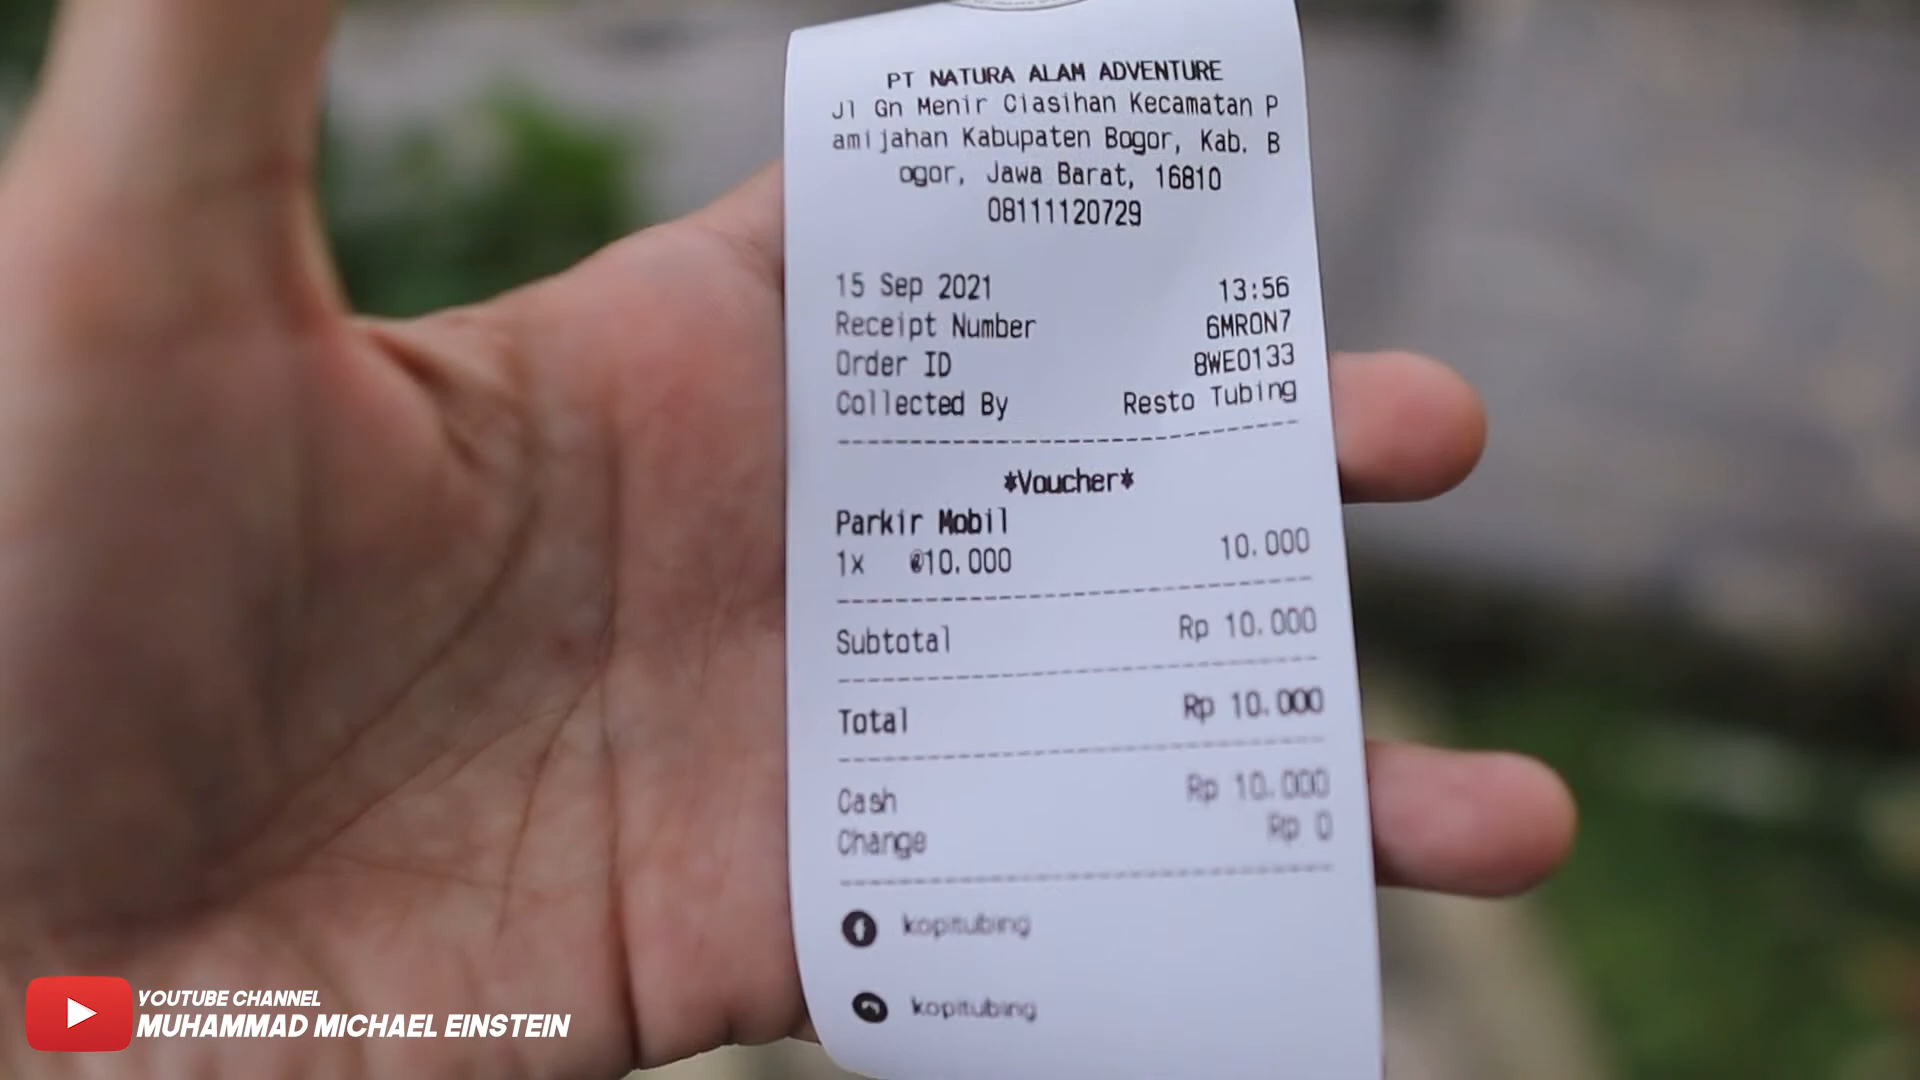 PT NATURA ALAM ADVENTURE
Jl Gn Menir Ciasihan Kecamatan P
amijahan Kabupaten Bogor, Kab. B
ogor, Jawa Barat, 16810
08111120729
15 Sep 2021 13:56
Receipt Number 6MRON7
Order ID 8WEO133
Collected By Resto Tubing
*Voucher*
Parkir Mobil
1x @10.000 10.000
Subtotal Rp 10.000
Total Rp 10.000
Cash Rp 10.000
Change Rp 0
kopitubing
kopitubing
YOUTUBE CHANNEL
MUHAMMAD MICHAEL EINSTEIN